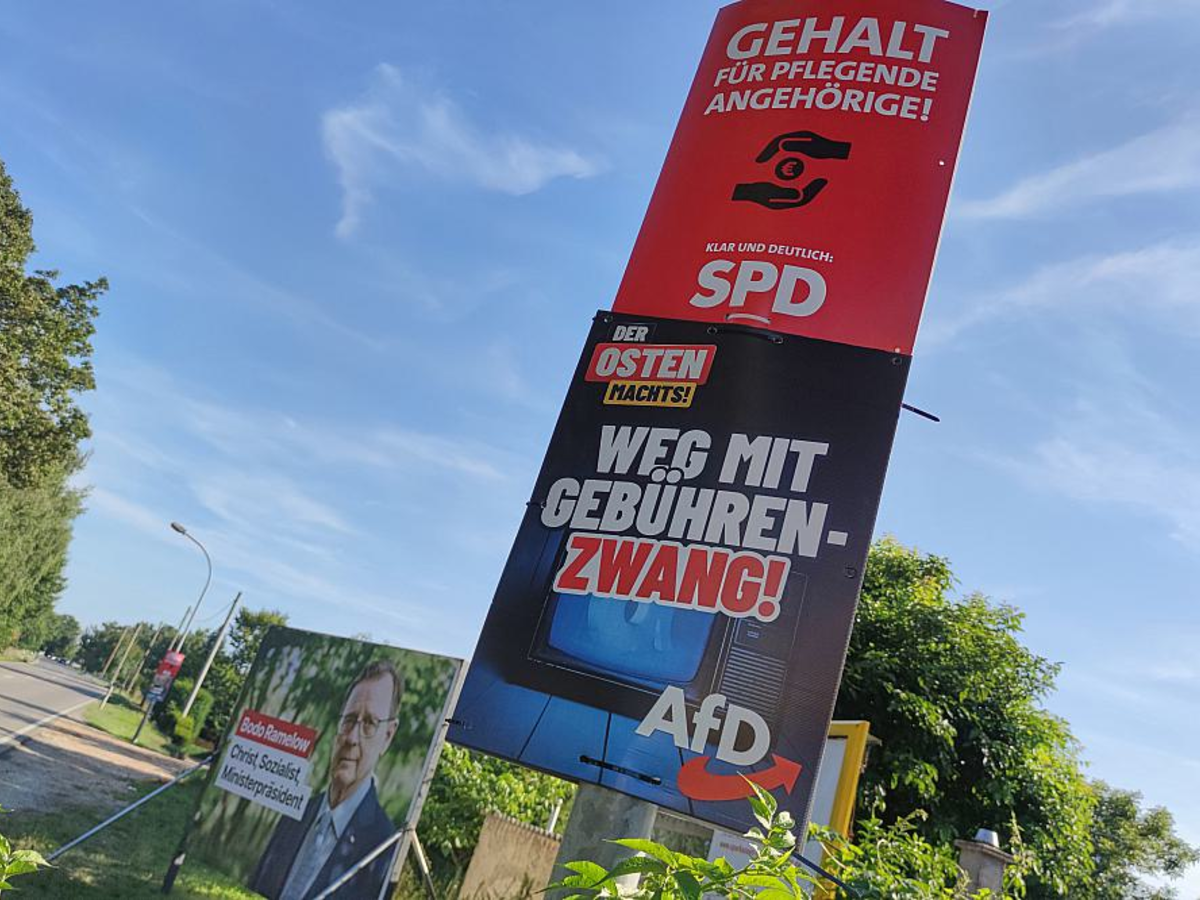 GEHALT
FÜR PFLEGENDE
ANGEHÖRIGE!
€
KLAR UND DEUTLICH:
SPD
DER
OSTEN
MACHTS!
WEG MIT
GEBÜHREN-
ZWANG!
AfD
Bodo Ramelow
Christ, Sozialist,
Ministerpräsident